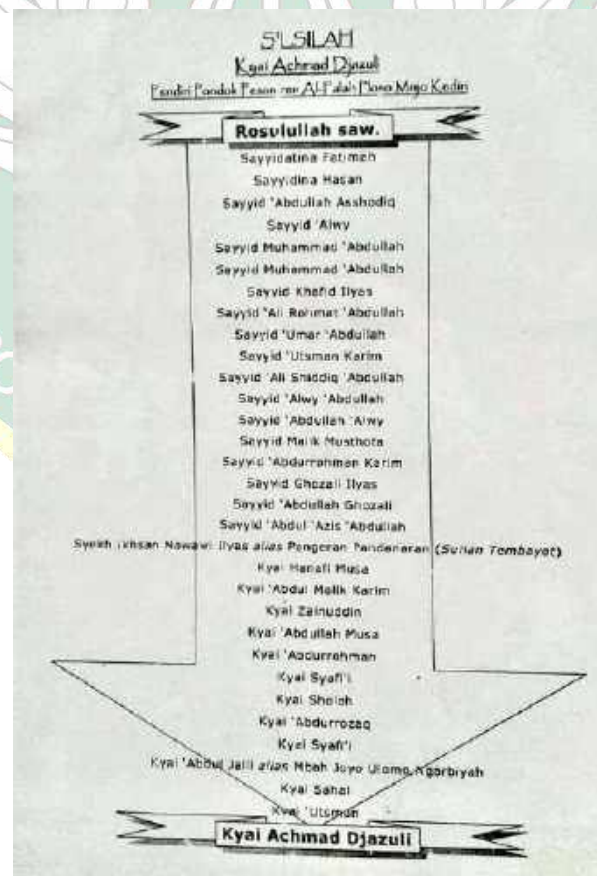 SILSILAH
Kyai Achmad Djazuli
Pendiri Pondok Pesantren Al-Falah Ploso Mojo Kediri
Rosulullah saw.
Sayyidatina Fatimah
Sayyidina Hasan
Sayyid 'Abdullah Asshodiq
Sayyid 'Alwy
Sayyid Muhammad 'Abdullah
Sayyid Muhammad 'Abdullah
Sayyid Khafid Ilyas
Sayyid 'Ali Rohmat 'Abdullah
Sayyid 'Umar 'Abdullah
Sayyid 'Utsman Karim
Sayyid 'Ali Shiddiq 'Abdullah
Sayyid 'Alwy 'Abdullah
Sayyid 'Abdullah 'Alwy
Sayyid Malik Musthofa
Sayyid 'Abdurrahman Karim
Sayyid Ghozali Ilyas
Sayyid 'Abdullah Ghozali
Sayyid 'Abdul 'Azis 'Abdullah
Syekh Ikhsan Nawawi Ilyas alias Pangeran Pandanaran (Sunan Tembayat)
Kyai Hanafi Musa
Kyai 'Abdul Malik Karim
Kyai Zainuddin
Kyai 'Abdullah Musa
Kyai 'Abdurrahman
Kyai Syafi'i
Kyai Sholeh
Kyai 'Abdurrozaq
Kyai Syafi'i
Kyai 'Abdul Jalil alias Mbah Joyo Ulomo Ngarbiyah
Kyai Sahal
Kyai 'Utsman
Kyai Achmad Djazuli